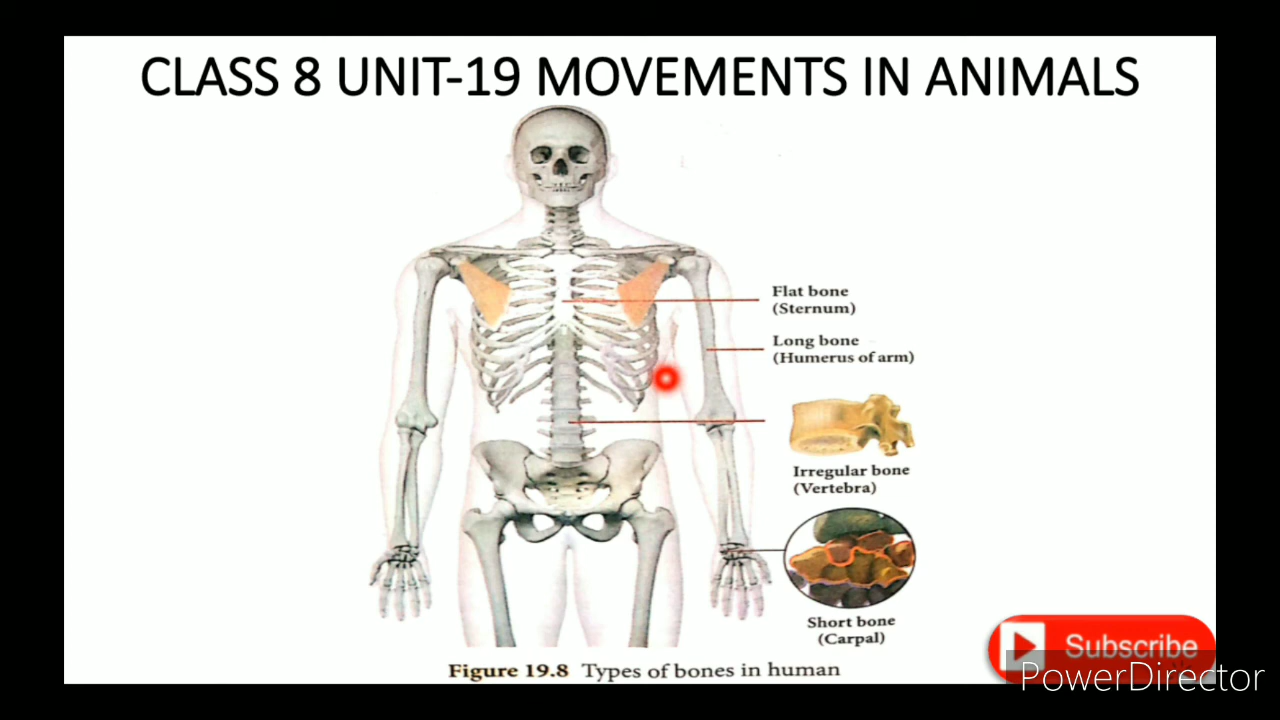 CLASS 8 UNIT-19 MOVEMENTS IN ANIMALS
Flat bone
(Sternum)
Long bone
(Humerus of arm)
Irregular bone
(Vertebra)
Short bone
(Carpal)
Figure 19.8 Types of bones in human
Subscribe
PowerDirector